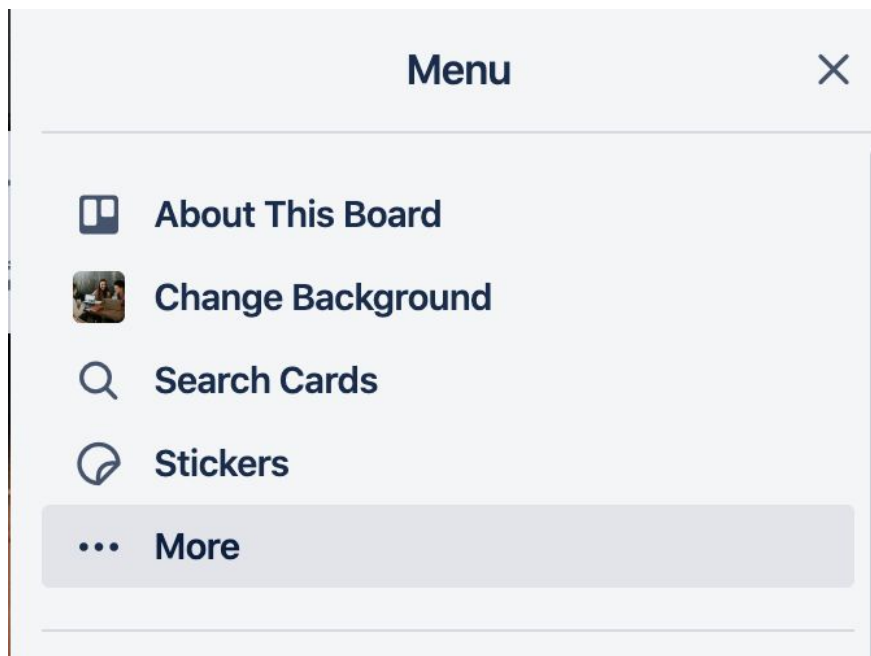 Menu
About This Board
Change Background
Search Cards
Stickers
More